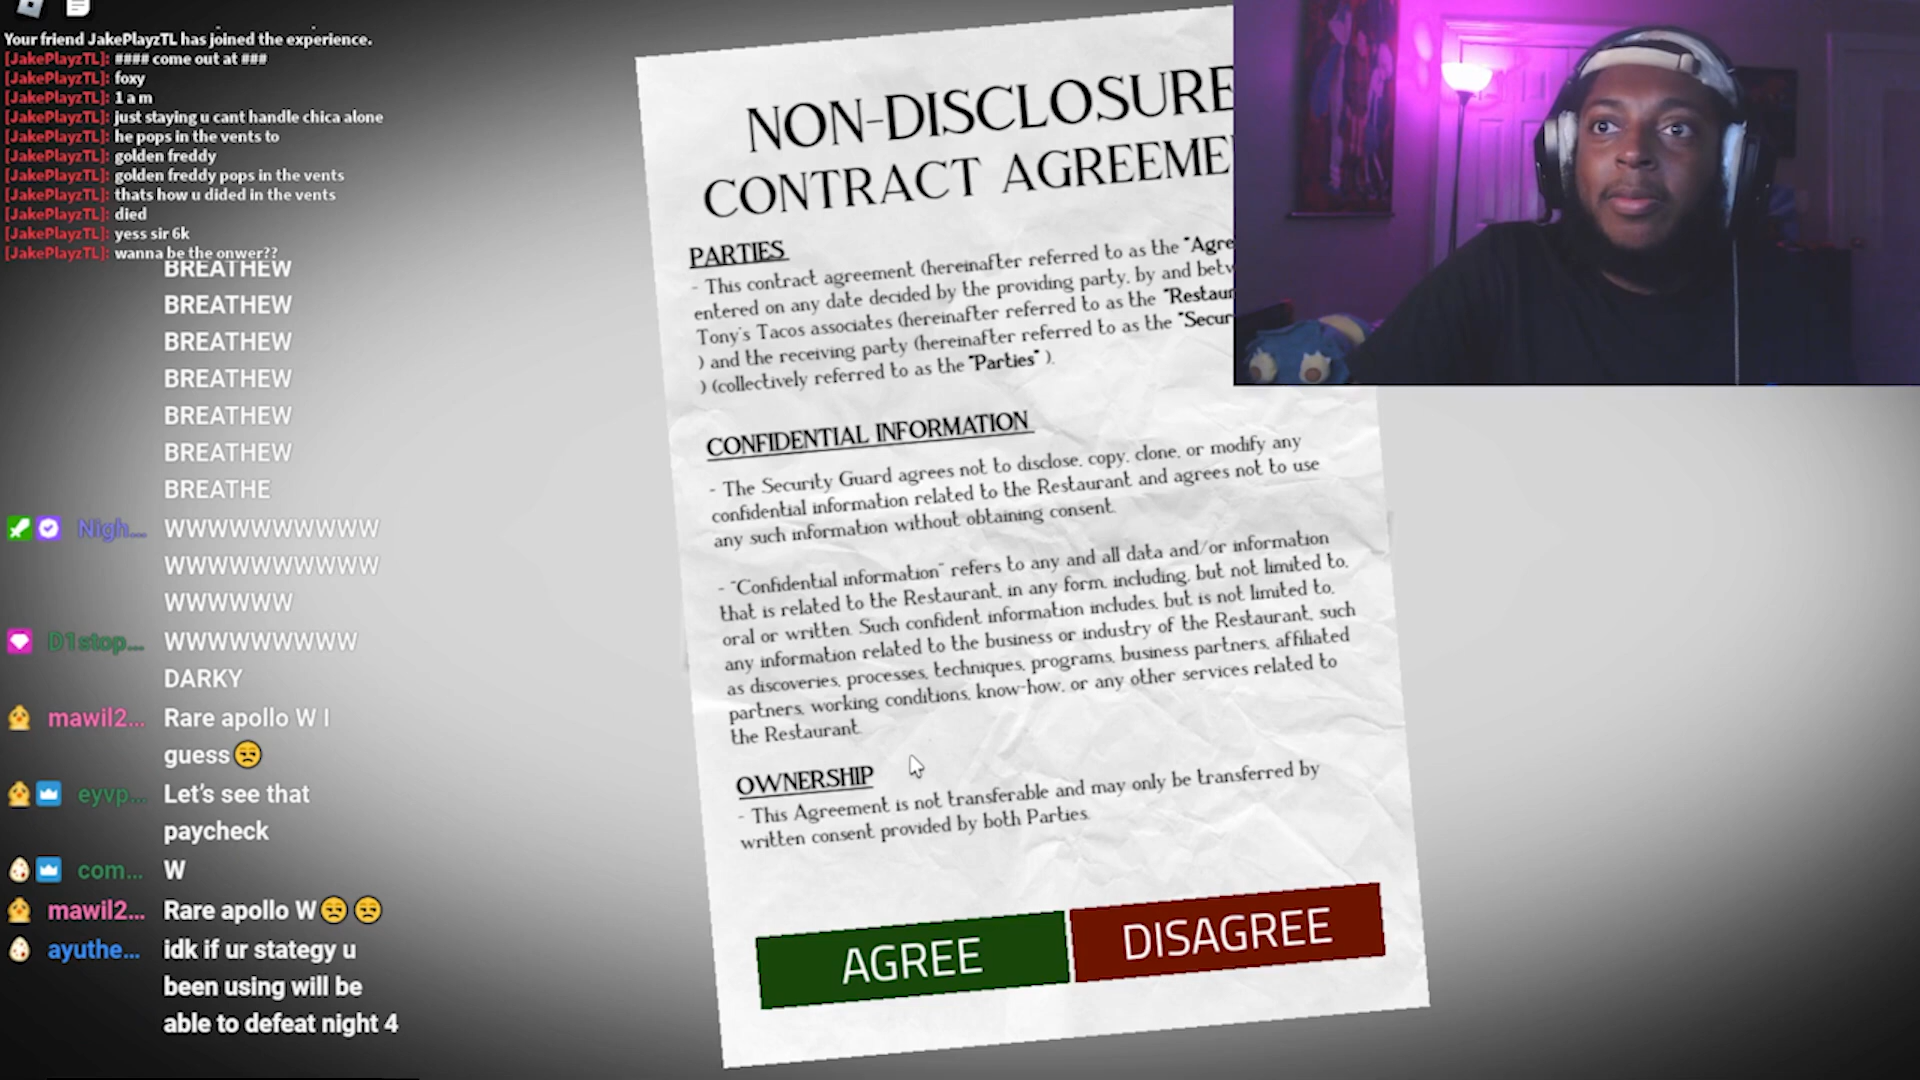 Your friend JakePlayzTL has joined the experience.
[JakePlayzTL]: #### come out at ###
[JakePlayzTL]: foxy
[JakePlayzTL]: 1 a m
[JakePlayzTL]: just staying u cant handle chica alone
[JakePlayzTL]: he pops in the vents to
[JakePlayzTL]: golden freddy
[JakePlayzTL]: golden freddy pops in the vents
[JakePlayzTL]: thats how u dided in the vents
[JakePlayzTL]: died
[JakePlayzTL]: yess sir 6k
[JakePlayzTL]: wanna be the onwer??
BREATHEW
BREATHEW
BREATHEW
BREATHEW
BREATHEW
BREATHEW
BREATHE
Nigh... WWWWWWWWWW
WWWWWWWWWW
WWWWWW
D1stop... WWWWWWWWW
DARKY
mawil2... Rare apollo W I
guess😒
eyvp... Let's see that
paycheck
com... W
mawil2... Rare apollo W😒😒
ayuthe... idk if ur stategy u
been using will be
able to defeat night 4
NON-DISCLOSURE
CONTRACT AGREEME
PARTIES
- This contract agreement (hereinafter referred to as the "Agre
entered on any date decided by the providing party, by and betw
Tony's Tacos associates (hereinafter referred to as the "Restaur
) and the receiving party (hereinafter referred to as the "Secur
) (collectively referred to as the "Parties" ).
CONFIDENTIAL INFORMATION
- The Security Guard agrees not to disclose, copy, clone, or modify any
confidential information related to the Restaurant and agrees not to use
any such information without obtaining consent.
- "Confidential information" refers to any and all data and/or information
that is related to the Restaurant, in any form, including, but not limited to,
oral or written. Such confident information includes, but is not limited to,
any information related to the business or industry of the Restaurant, such
as discoveries, processes, techniques, programs, business partners, affiliated
partners, working conditions, know-how, or any other services related to
the Restaurant.
OWNERSHIP
- This Agreement is not transferable and may only be transferred by
written consent provided by both Parties.
AGREE
DISAGREE